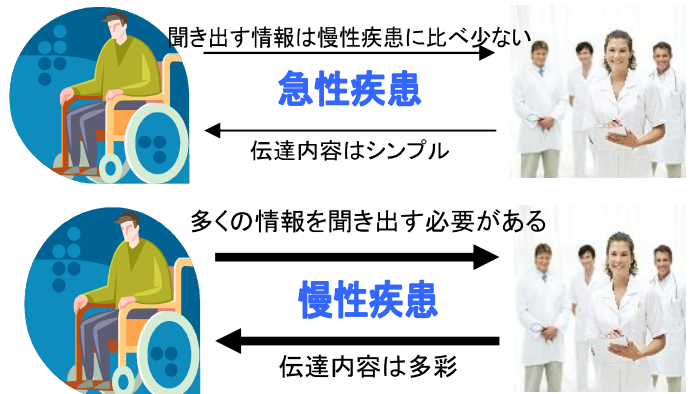 聞き出す情報は慢性疾患に比べ少ない
急性疾患
伝達内容はシンプル
多くの情報を聞き出す必要がある
慢性疾患
伝達内容は多彩